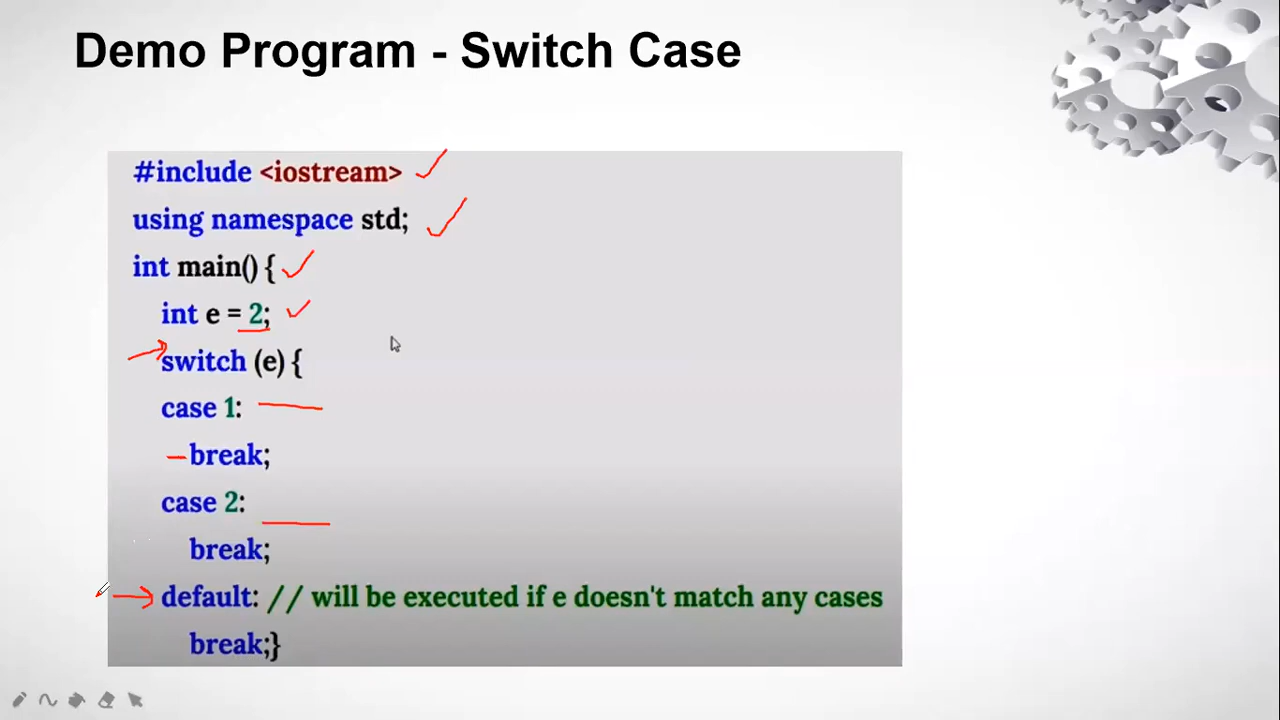 Demo Program - Switch Case
#include <iostream>
using namespace std;
int main() {
int e = 2;
switch (e) {
case 1:
break;
case 2:
break;
default: // will be executed if e doesn't match any cases
break;}